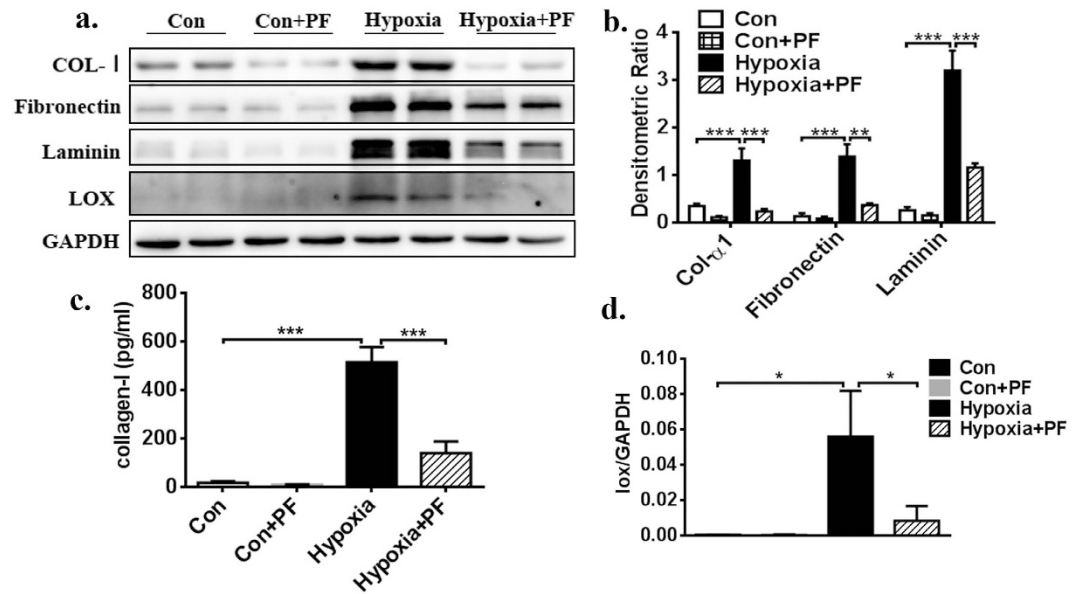 a.
Con Con+PF Hypoxia Hypoxia+PF
COL- I
Fibronectin
Laminin
LOX
GAPDH
b.
Con
Con+PF
Hypoxia
Hypoxia+PF
Densitometric Ratio
4
3
2
1
0
*** ***
*** **
*** ***
Col-α1
Fibronectin
Laminin
c.
collagen-I (pg/ml)
800
600
400
200
0
*** ***
Con
Con+PF
Hypoxia
Hypoxia+PF
d.
lox/GAPDH
0.10
0.08
0.06
0.04
0.02
0.00
* *
Con
Con+PF
Hypoxia
Hypoxia+PF